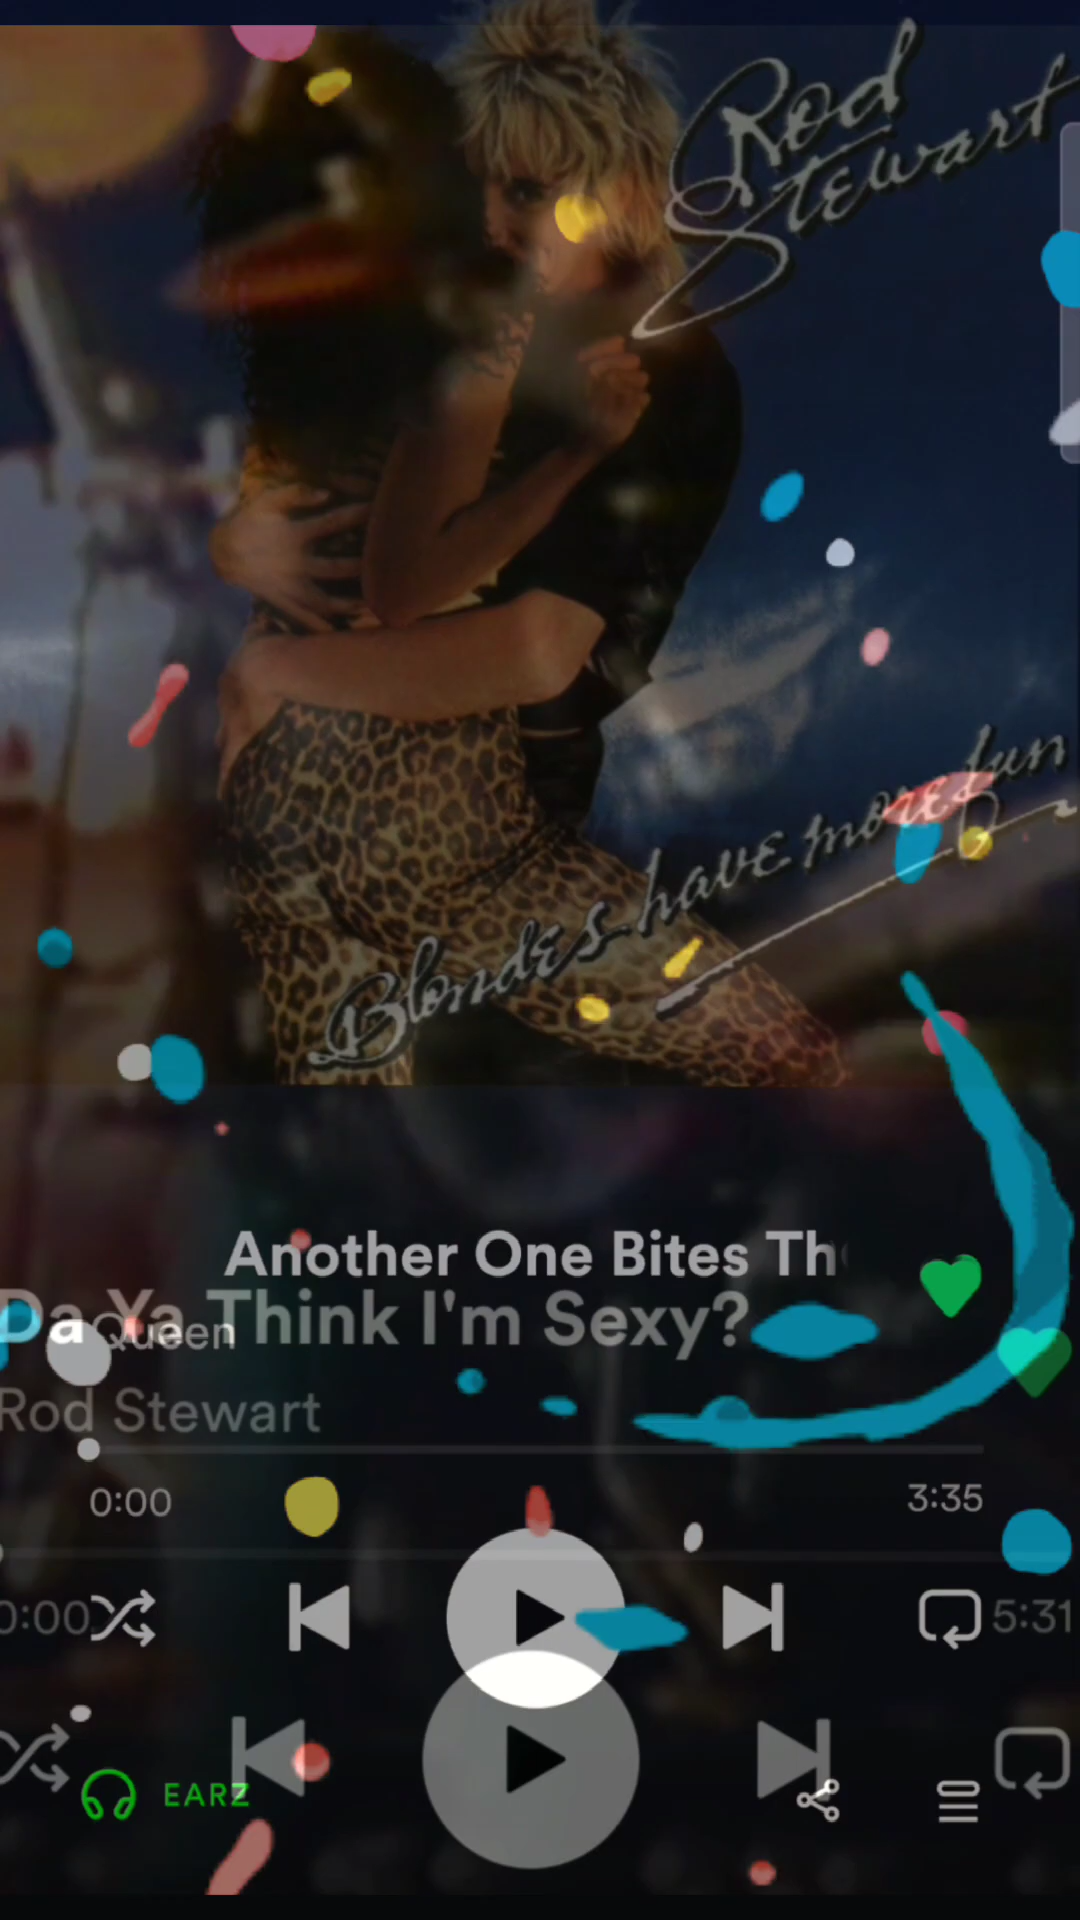 Rod
Stewart
Blondes have more fun
Another One Bites Th
Da Ya Think I'm Sexy?
Queen
Rod Stewart
0:00
3:35
0:00
5:31
EARZ